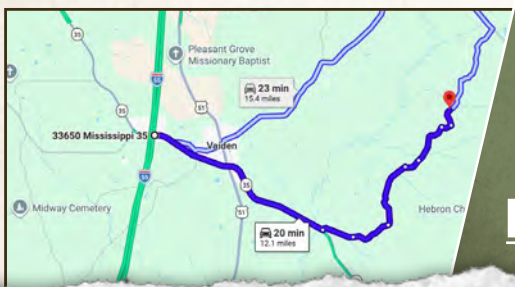 35
55
Pleasant Grove
Missionary Baptist
51
23 min
15.4 miles
33650 Mississippi 35
Vaiden
35
55
Midway Cemetery
51
20 min
12.1 miles
Hebron Ch